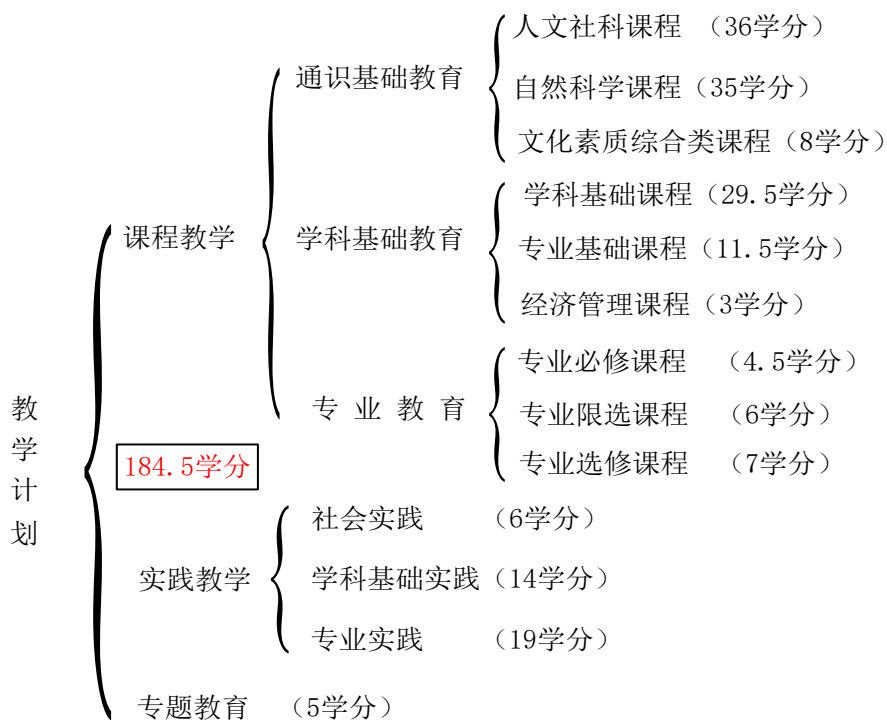 人文社科课程 （36学分）
通识基础教育
自然科学课程（35学分）
文化素质综合类课程（8学分）
学科基础课程（29.5学分）
课程教学
学科基础教育
专业基础课程（11.5学分）
经济管理课程（3学分）
专业必修课程 （4.5学分）
专业教育
专业限选课程 （6学分）
专业选修课程 （7学分）
教学计划
184.5学分
社会实践 （6学分）
实践教学
学科基础实践（14学分）
专业实践 （19学分）
专题教育 （5学分）